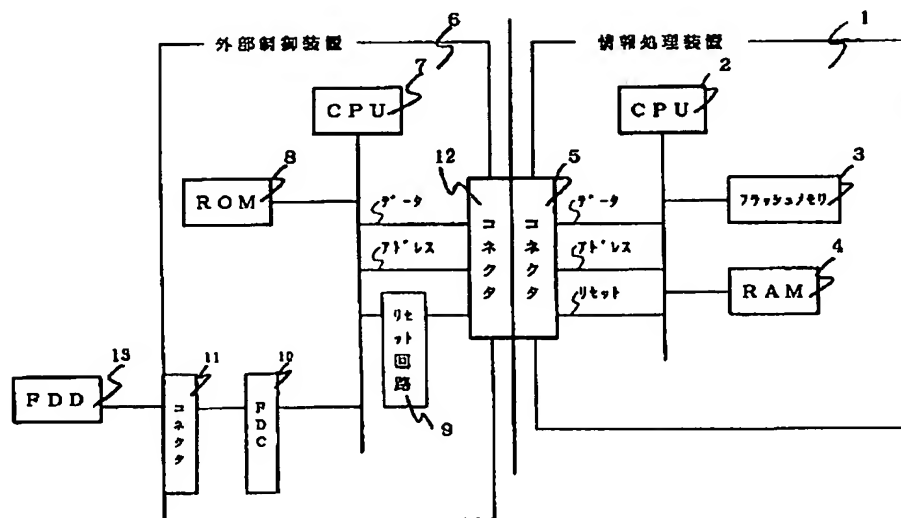 外部制御装置
6
情報処理装置
1
7
CPU
2
CPU
8
ROM
12
コネクタ
5
コネクタ
3
フラッシュメモリ
データ
データ
アドレス
アドレス
4
RAM
リセット
リセット回路
9
13
FDD
11
コネクタ
10
FDC